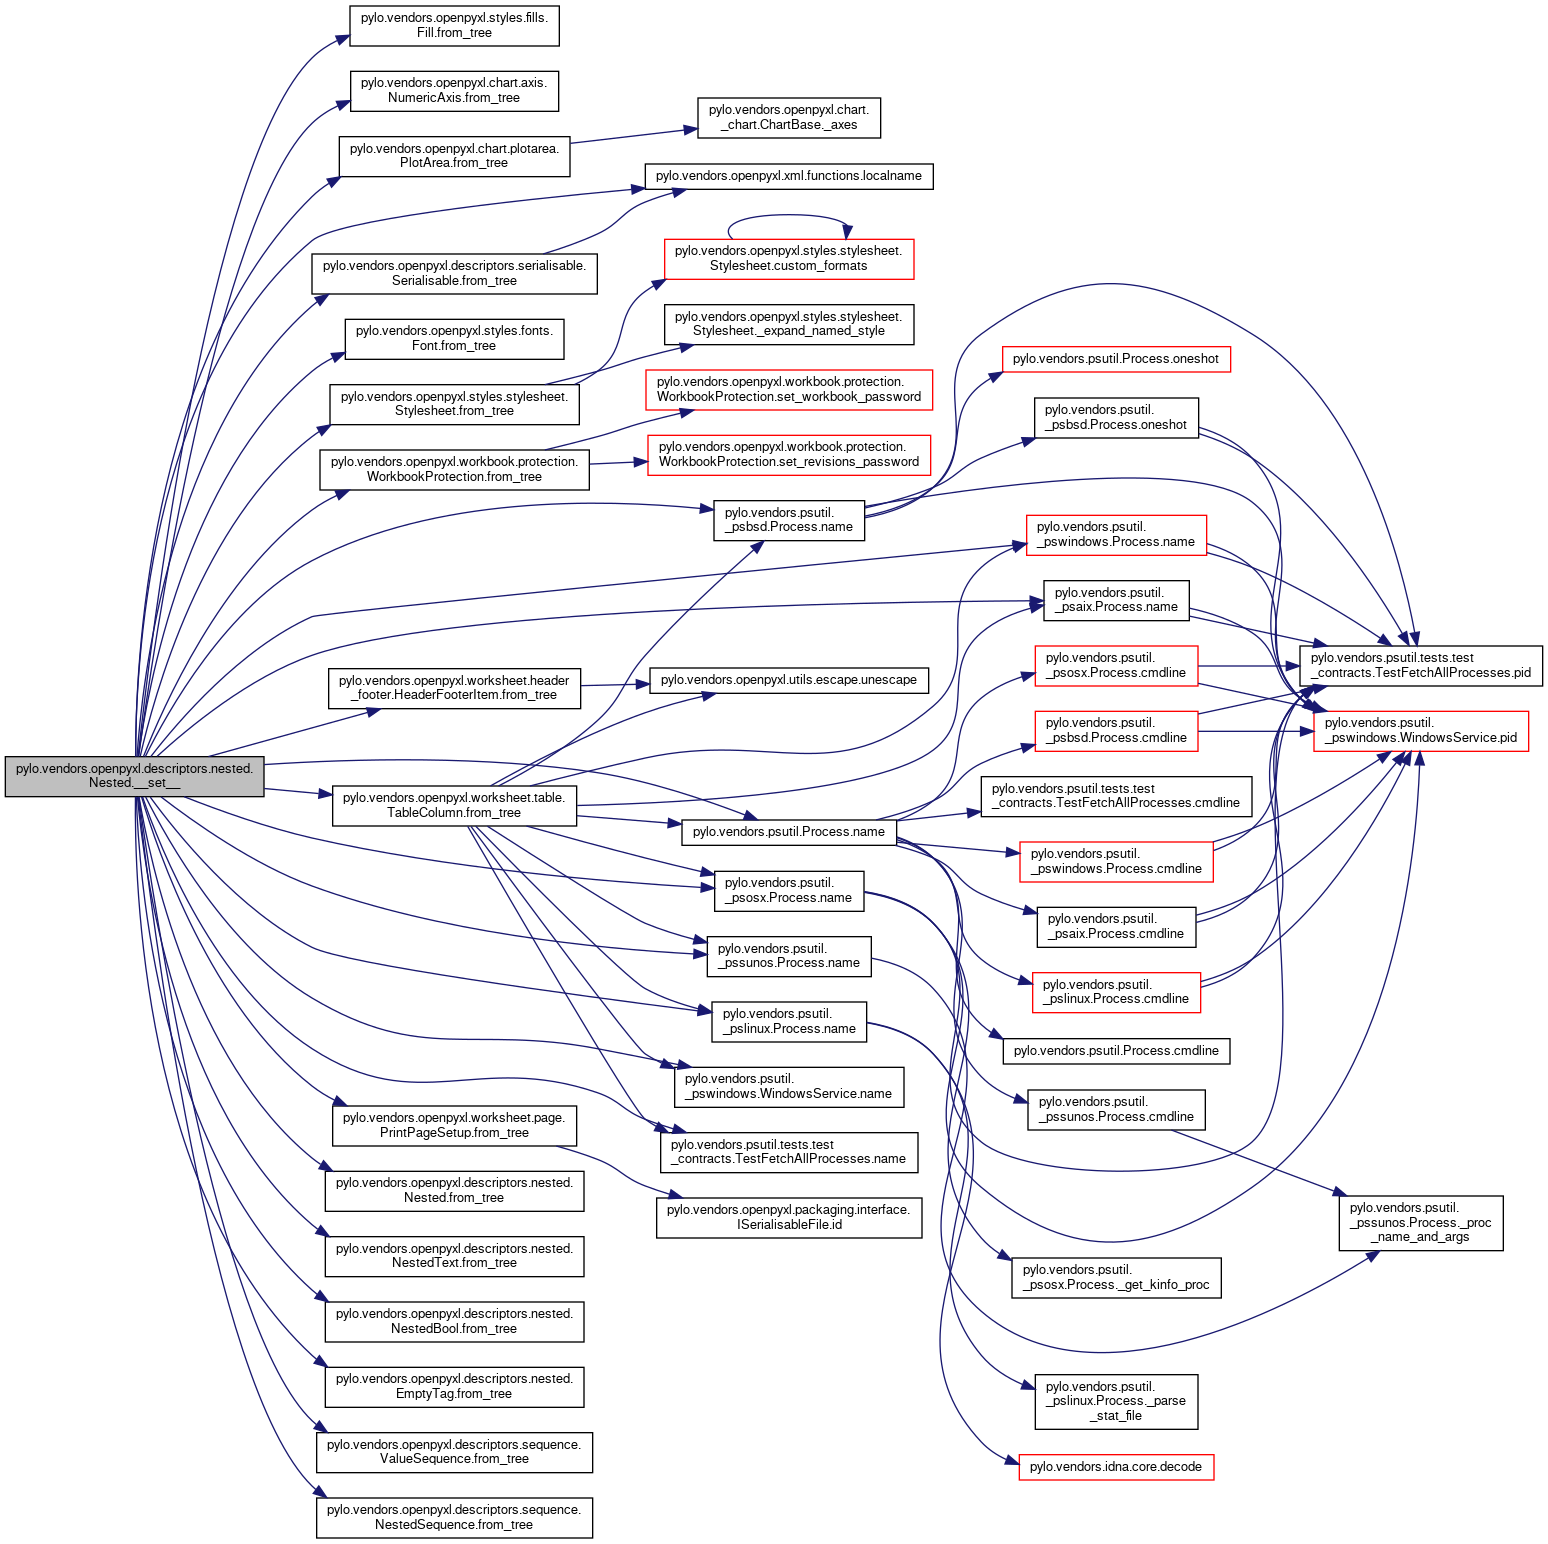 pylo.vendors.openpyxl.styles.fills.
Fill.from_tree
pylo.vendors.openpyxl.chart.axis.
NumericAxis.from_tree
pylo.vendors.openpyxl.chart.
_chart.ChartBase._axes
pylo.vendors.openpyxl.chart.plotarea.
PlotArea.from_tree
pylo.vendors.openpyxl.xml.functions.localname
pylo.vendors.openpyxl.descriptors.serialisable.
Serialisable.from_tree
pylo.vendors.openpyxl.styles.stylesheet.
Stylesheet.custom_formats
pylo.vendors.openpyxl.styles.fonts.
Font.from_tree
pylo.vendors.openpyxl.styles.stylesheet.
Stylesheet._expand_named_style
pylo.vendors.psutil.Process.oneshot
pylo.vendors.openpyxl.styles.stylesheet.
Stylesheet.from_tree
pylo.vendors.openpyxl.workbook.protection.
WorkbookProtection.set_workbook_password
pylo.vendors.psutil.
_psbsd.Process.oneshot
pylo.vendors.openpyxl.workbook.protection.
WorkbookProtection.from_tree
pylo.vendors.openpyxl.workbook.protection.
WorkbookProtection.set_revisions_password
pylo.vendors.psutil.
_psbsd.Process.name
pylo.vendors.psutil.
_pswindows.Process.name
pylo.vendors.psutil.
_psaix.Process.name
pylo.vendors.openpyxl.worksheet.header
_footer.HeaderFooterItem.from_tree
pylo.vendors.openpyxl.utils.escape.unescape
pylo.vendors.psutil.
_psosx.Process.cmdline
pylo.vendors.psutil.tests.test
_contracts.TestFetchAllProcesses.pid
pylo.vendors.psutil.
_psbsd.Process.cmdline
pylo.vendors.psutil.
_pswindows.WindowsService.pid
pylo.vendors.openpyxl.descriptors.nested.
Nested.__set__
pylo.vendors.openpyxl.worksheet.table.
TableColumn.from_tree
pylo.vendors.psutil.tests.test
_contracts.TestFetchAllProcesses.cmdline
pylo.vendors.psutil.Process.name
pylo.vendors.psutil.
_pswindows.Process.cmdline
pylo.vendors.psutil.
_psosx.Process.name
pylo.vendors.psutil.
_psaix.Process.cmdline
pylo.vendors.psutil.
_pssunos.Process.name
pylo.vendors.psutil.
_pslinux.Process.cmdline
pylo.vendors.psutil.
_pslinux.Process.name
pylo.vendors.psutil.Process.cmdline
pylo.vendors.psutil.
_pswindows.WindowsService.name
pylo.vendors.psutil.
_pssunos.Process.cmdline
pylo.vendors.openpyxl.worksheet.page.
PrintPageSetup.from_tree
pylo.vendors.psutil.tests.test
_contracts.TestFetchAllProcesses.name
pylo.vendors.openpyxl.descriptors.nested.
Nested.from_tree
pylo.vendors.openpyxl.packaging.interface.
ISerialisableFile.id
pylo.vendors.psutil.
_pssunos.Process._proc
_name_and_args
pylo.vendors.openpyxl.descriptors.nested.
NestedText.from_tree
pylo.vendors.psutil.
_psosx.Process._get_kinfo_proc
pylo.vendors.openpyxl.descriptors.nested.
NestedBool.from_tree
pylo.vendors.openpyxl.descriptors.nested.
EmptyTag.from_tree
pylo.vendors.psutil.
_pslinux.Process._parse
_stat_file
pylo.vendors.openpyxl.descriptors.sequence.
ValueSequence.from_tree
pylo.vendors.idna.core.decode
pylo.vendors.openpyxl.descriptors.sequence.
NestedSequence.from_tree